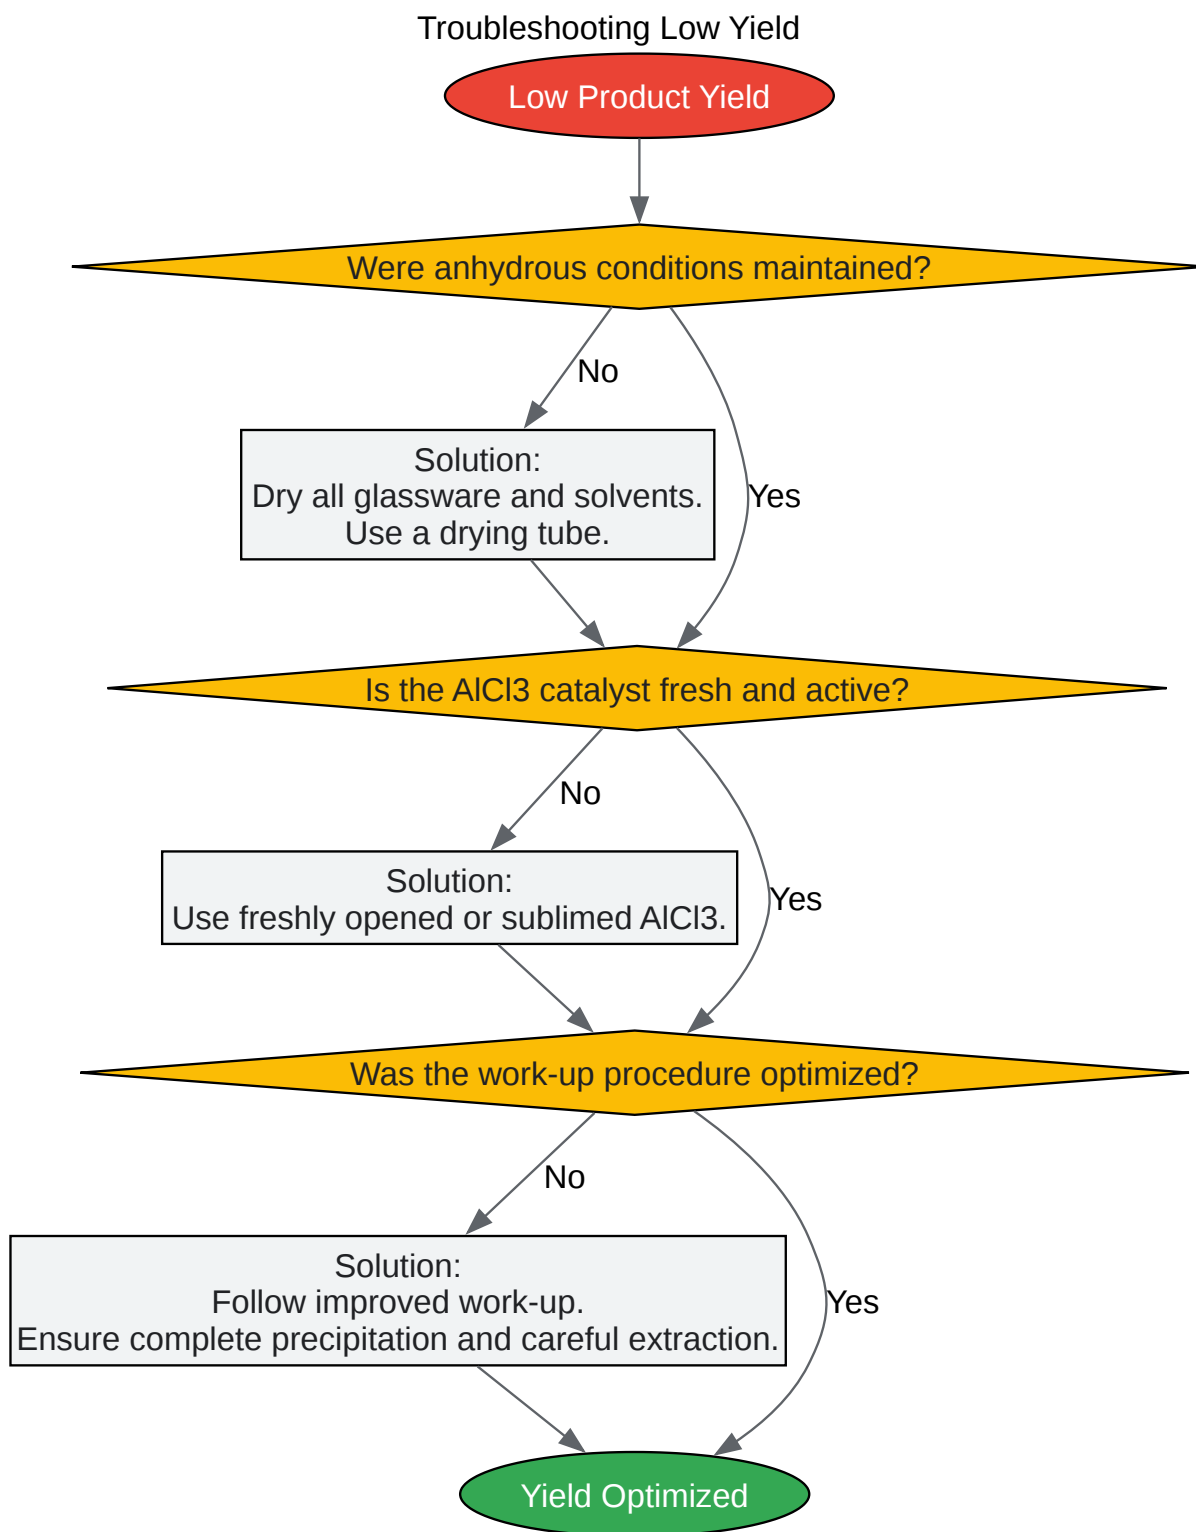 Troubleshooting Low Yield
Low Product Yield
Were anhydrous conditions maintained?
No
Solution:
Dry all glassware and solvents.
Use a drying tube.
Yes
Is the AlCl3 catalyst fresh and active?
No
Solution:
Use freshly opened or sublimed AlCl3.
Yes
Was the work-up procedure optimized?
No
Solution:
Follow improved work-up.
Ensure complete precipitation and careful extraction.
Yes
Yield Optimized